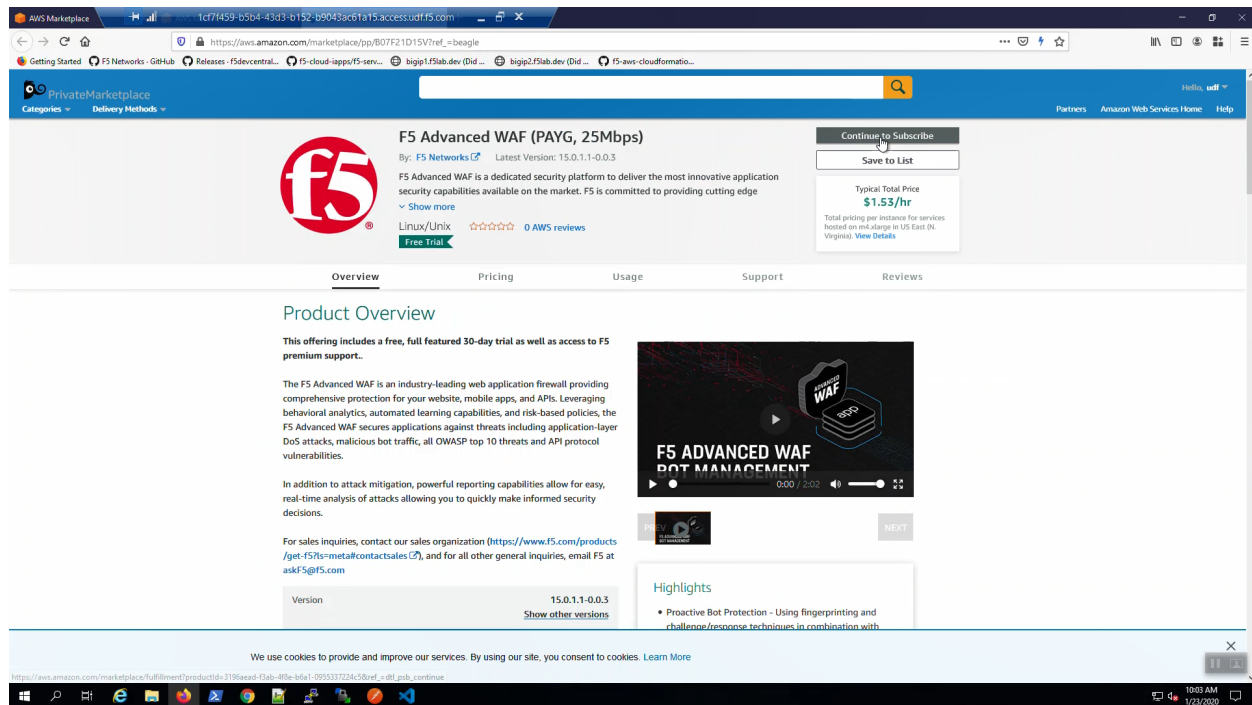 AWS Marketplace
1cf7f459-b5b4-43d3-b152-b9043ac61a15.access.udf.f5.com
https://aws.amazon.com/marketplace/pp/B07F21D15V?ref_=beagle
Getting Started
F5 Networks · GitHub
Releases · f5devcentral...
f5-cloud-iapps/f5-serv...
bigip1.f5lab.dev (Did ...
bigip2.f5lab.dev (Did ...
f5-aws-cloudformatio...
PrivateMarketplace
Hello, udf
Categories
Delivery Methods
Partners
Amazon Web Services Home
Help
f5
®
F5 Advanced WAF (PAYG, 25Mbps)
By: F5 Networks Latest Version: 15.0.1.1-0.0.3
F5 Advanced WAF is a dedicated security platform to deliver the most innovative application
security capabilities available on the market. F5 is committed to providing cutting edge
Show more
Linux/Unix
0 AWS reviews
Free Trial
Continue to Subscribe
Save to List
Typical Total Price
$1.53/hr
Total pricing per instance for services
hosted on m4.xlarge in US East (N.
Virginia). View Details
Overview
Pricing
Usage
Support
Reviews
Product Overview
This offering includes a free, full featured 30-day trial as well as access to F5
premium support..
The F5 Advanced WAF is an industry-leading web application firewall providing
comprehensive protection for your website, mobile apps, and APIs. Leveraging
behavioral analytics, automated learning capabilities, and risk-based policies, the
F5 Advanced WAF secures applications against threats including application-layer
DoS attacks, malicious bot traffic, all OWASP top 10 threats and API protocol
vulnerabilities.
In addition to attack mitigation, powerful reporting capabilities allow for easy,
real-time analysis of attacks allowing you to quickly make informed security
decisions.
For sales inquiries, contact our sales organization (https://www.f5.com/products
/get-f5?ls=meta#contactsales), and for all other general inquiries, email F5 at
askF5@f5.com
Version
15.0.1.1-0.0.3
Show other versions
ADVANCED
WAF
app
F5 ADVANCED WAF
BOT MANAGEMENT
0:00 / 2:02
PREV
NEXT
Highlights
• Proactive Bot Protection - Using fingerprinting and
challenge/response techniques in combination with
We use cookies to provide and improve our services. By using our site, you consent to cookies. Learn More
https://aws.amazon.com/marketplace/fulfillment?productId=3196aead-f3ab-4f8e-b6a1-0955337224c5&ref_=dtl_psb_continue
10:03 AM
1/23/2020